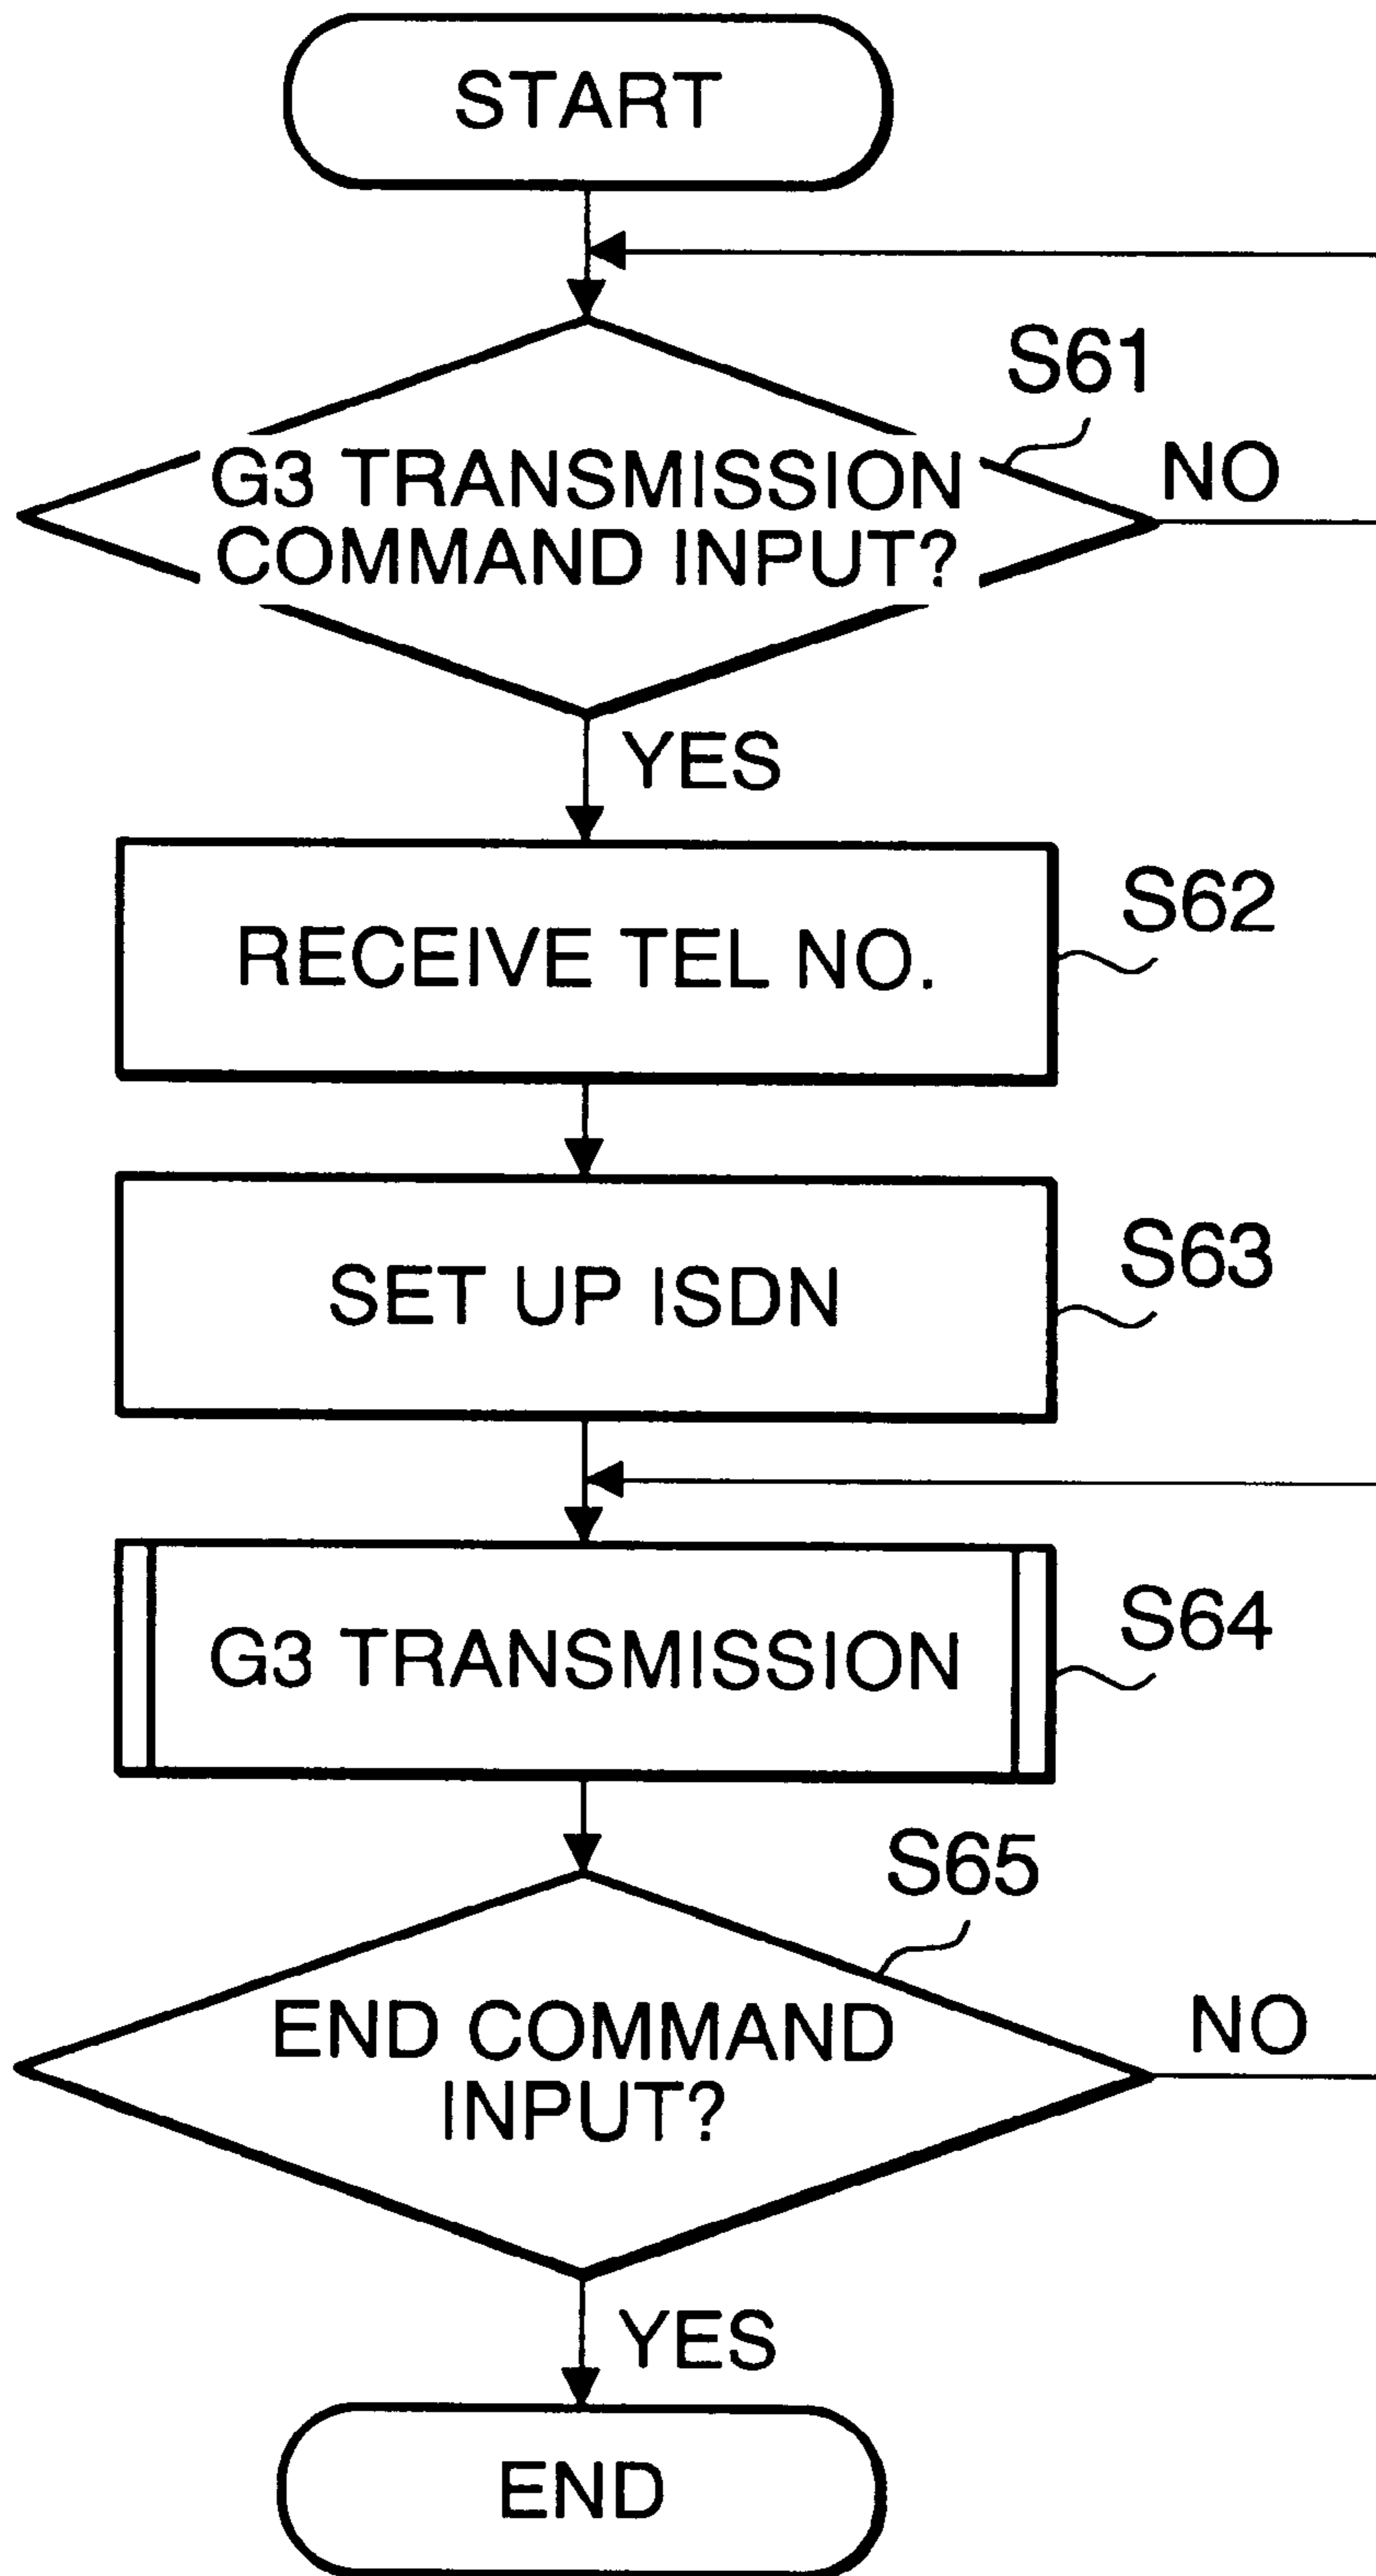 START
S61
G3 TRANSMISSION
COMMAND INPUT?
NO
YES
RECEIVE TEL NO.
S62
SET UP ISDN
S63
G3 TRANSMISSION
S64
S65
END COMMAND
INPUT?
NO
YES
END